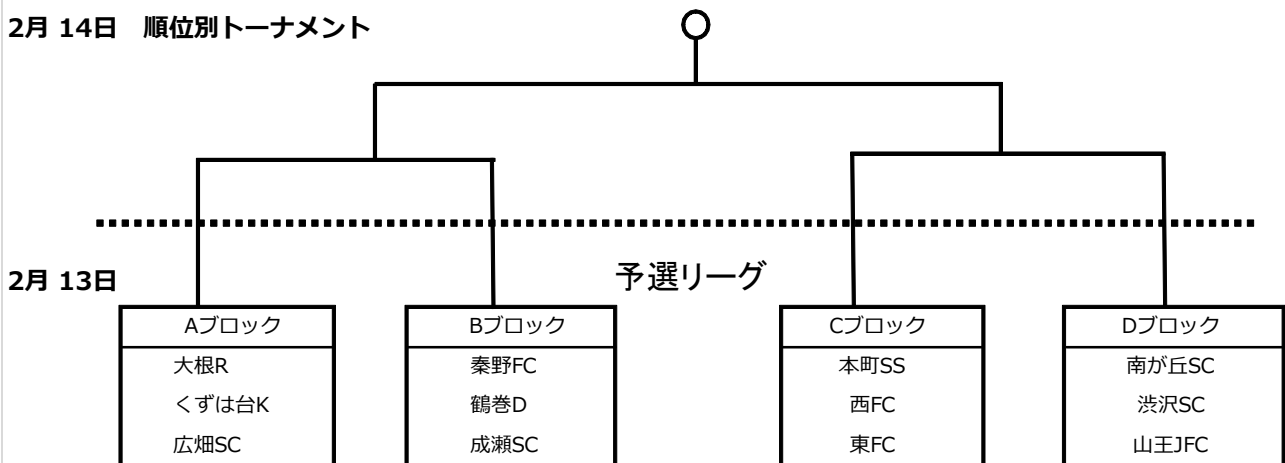 2月 14日 順位別トーナメント
2月 13日
予選リーグ
Aブロック
大根R
くずは台K
広畑SC
Bブロック
秦野FC
鶴巻D
成瀬SC
Cブロック
本町SS
西FC
東FC
Dブロック
南が丘SC
渋沢SC
山王JFC